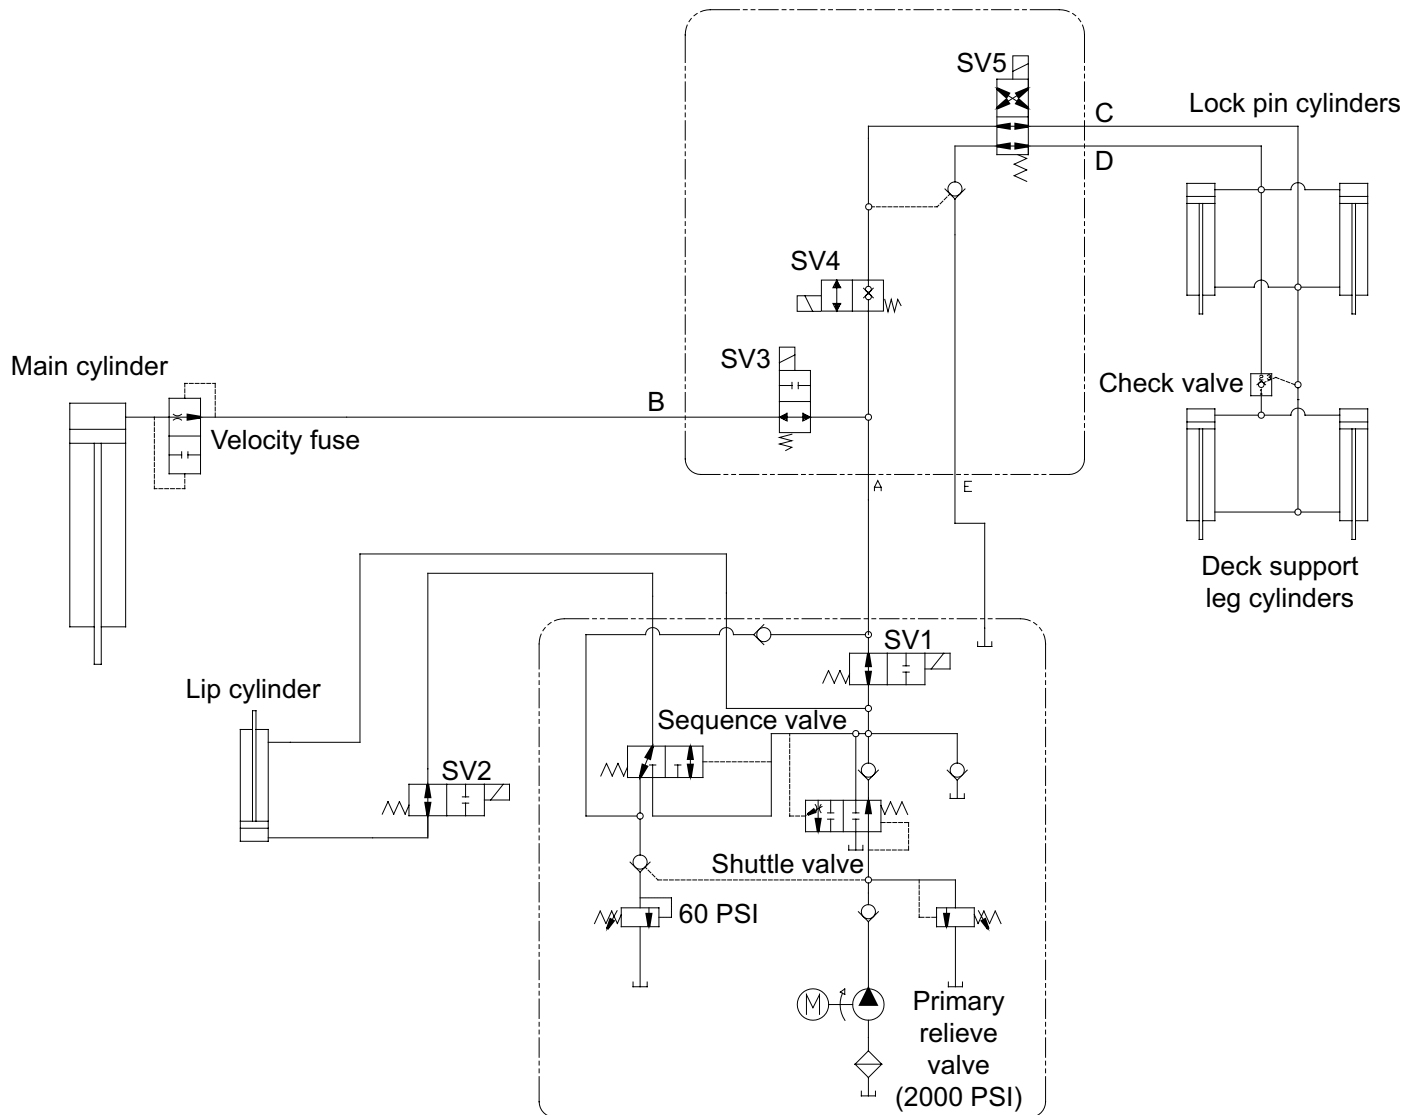 SV5
C
Lock pin cylinders
D
SV4
SV3
Main cylinder
Check valve
B
Velocity fuse
A
E
Deck support
leg cylinders
SV1
Lip cylinder
Sequence valve
SV2
Shuttle valve
60 PSI
M
Primary
relieve
valve
(2000 PSI)